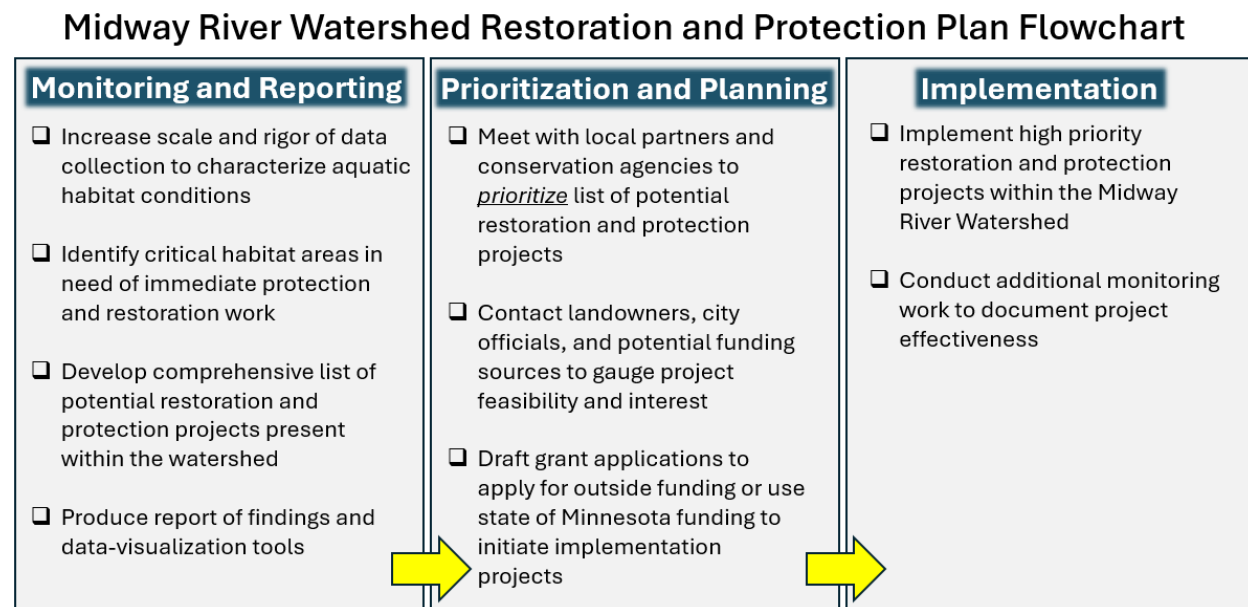 Midway River Watershed Restoration and Protection Plan Flowchart
Monitoring and Reporting
❑ Increase scale and rigor of data
collection to characterize aquatic
habitat conditions
❑ Identify critical habitat areas in
need of immediate protection
and restoration work
❑ Develop comprehensive list of
potential restoration and
protection projects present
within the watershed
❑ Produce report of findings and
data-visualization tools
Prioritization and Planning
❑ Meet with local partners and
conservation agencies to
prioritize list of potential
restoration and protection
projects
❑ Contact landowners, city
officials, and potential funding
sources to gauge project
feasibility and interest
❑ Draft grant applications to
apply for outside funding or use
state of Minnesota funding to
initiate implementation
projects
Implementation
❑ Implement high priority
restoration and protection
projects within the Midway
River Watershed
❑ Conduct additional monitoring
work to document project
effectiveness